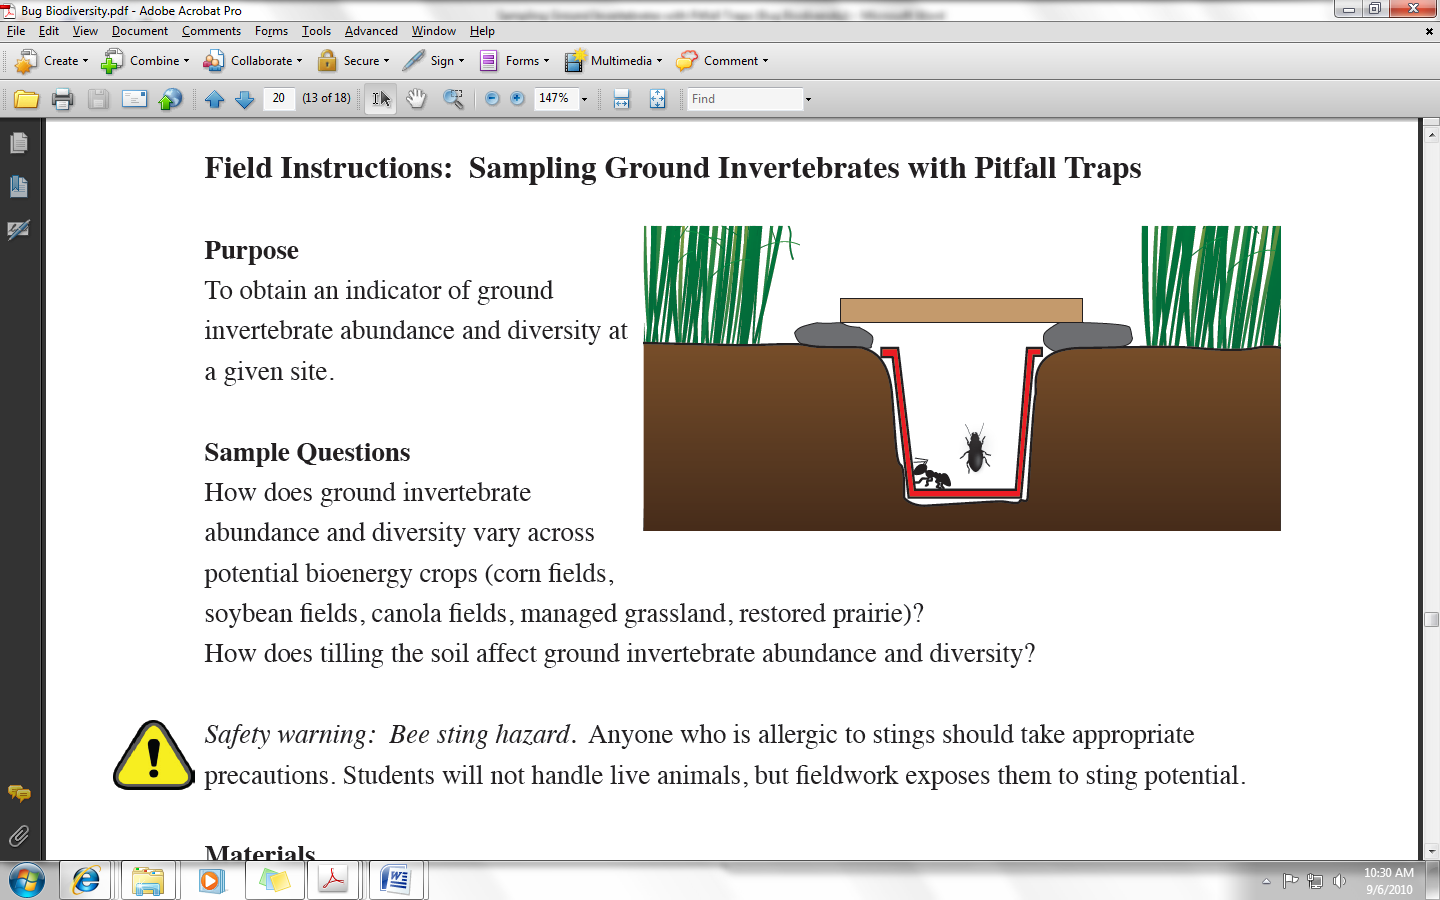 Bug Biodiversity.pdf - Adobe Acrobat Pro
File Edit View Document Comments Forms Tools Advanced Window Help
Create Combine Collaborate Secure Sign Forms Multimedia Comment
20 (13 of 18) 147% Find
Field Instructions: Sampling Ground Invertebrates with Pitfall Traps
Purpose
To obtain an indicator of ground
invertebrate abundance and diversity at
a given site.
Sample Questions
How does ground invertebrate
abundance and diversity vary across
potential bioenergy crops (corn fields,
soybean fields, canola fields, managed grassland, restored prairie)?
How does tilling the soil affect ground invertebrate abundance and diversity?
Safety warning: Bee sting hazard. Anyone who is allergic to stings should take appropriate
precautions. Students will not handle live animals, but fieldwork exposes them to sting potential.
Materials
10:30 AM
9/6/2010